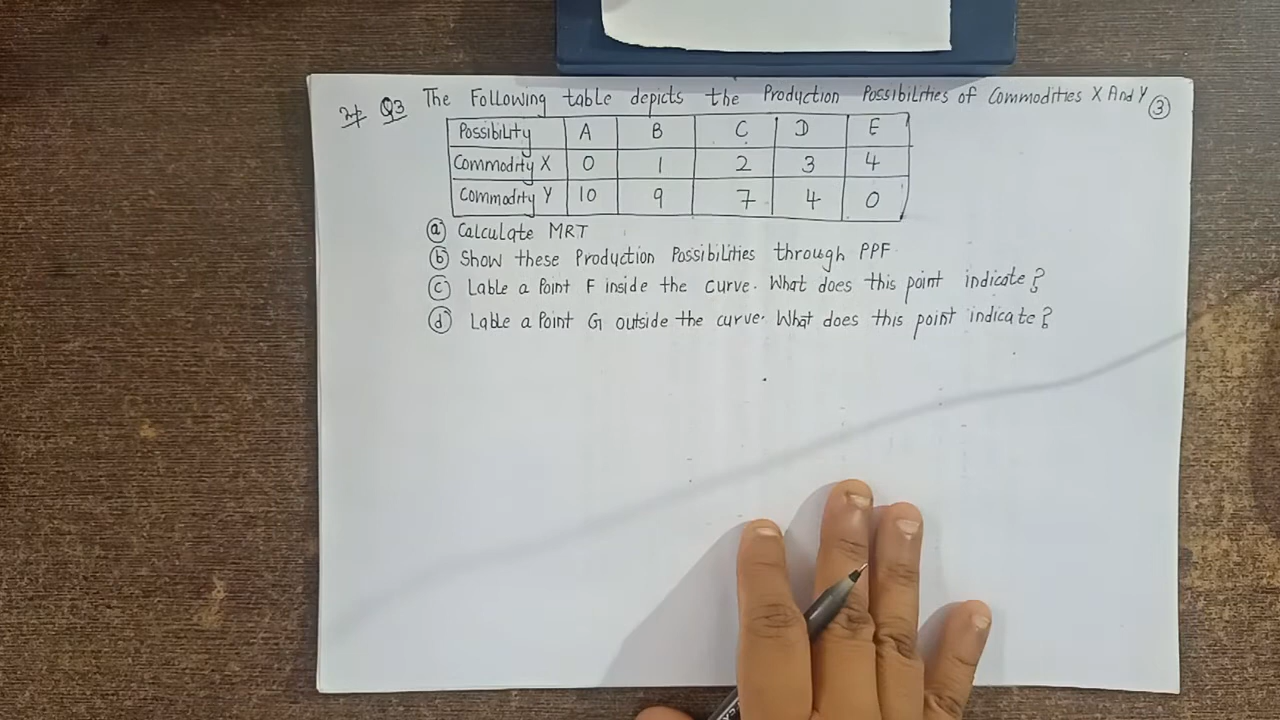 Imp Q3 The Following table depicts the Production Possibilities of Commodities X And Y 3
Possibility A B C D E
Commodity X 0 1 2 3 4
Commodity Y 10 9 7 4 0
a Calculate MRT
b Show these Production Possibilities through PPF
c Lable a Point F inside the curve. What does this point indicate?
d Lable a Point G outside the curve. What does this point indicate?